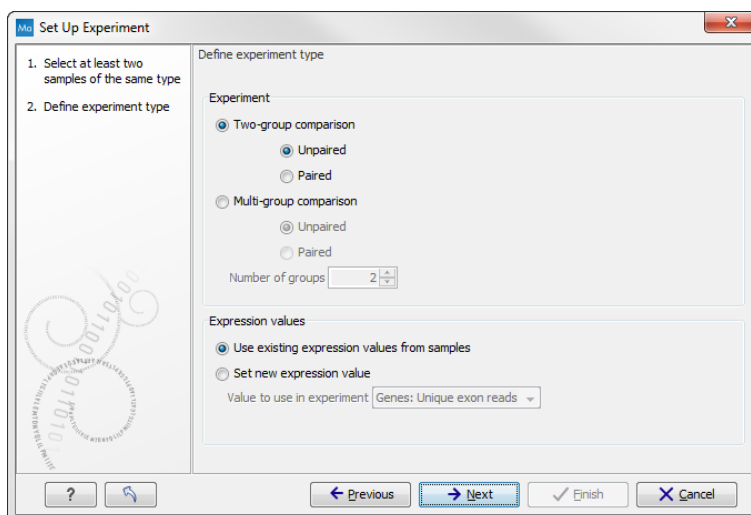 Ma Set Up Experiment
1. Select at least two
samples of the same type
2. Define experiment type
Define experiment type
Experiment
Two-group comparison
Unpaired
Paired
Multi-group comparison
Unpaired
Paired
Number of groups 2
Expression values
Use existing expression values from samples
Set new expression value
Value to use in experiment Genes: Unique exon reads
? Previous Next Finish Cancel